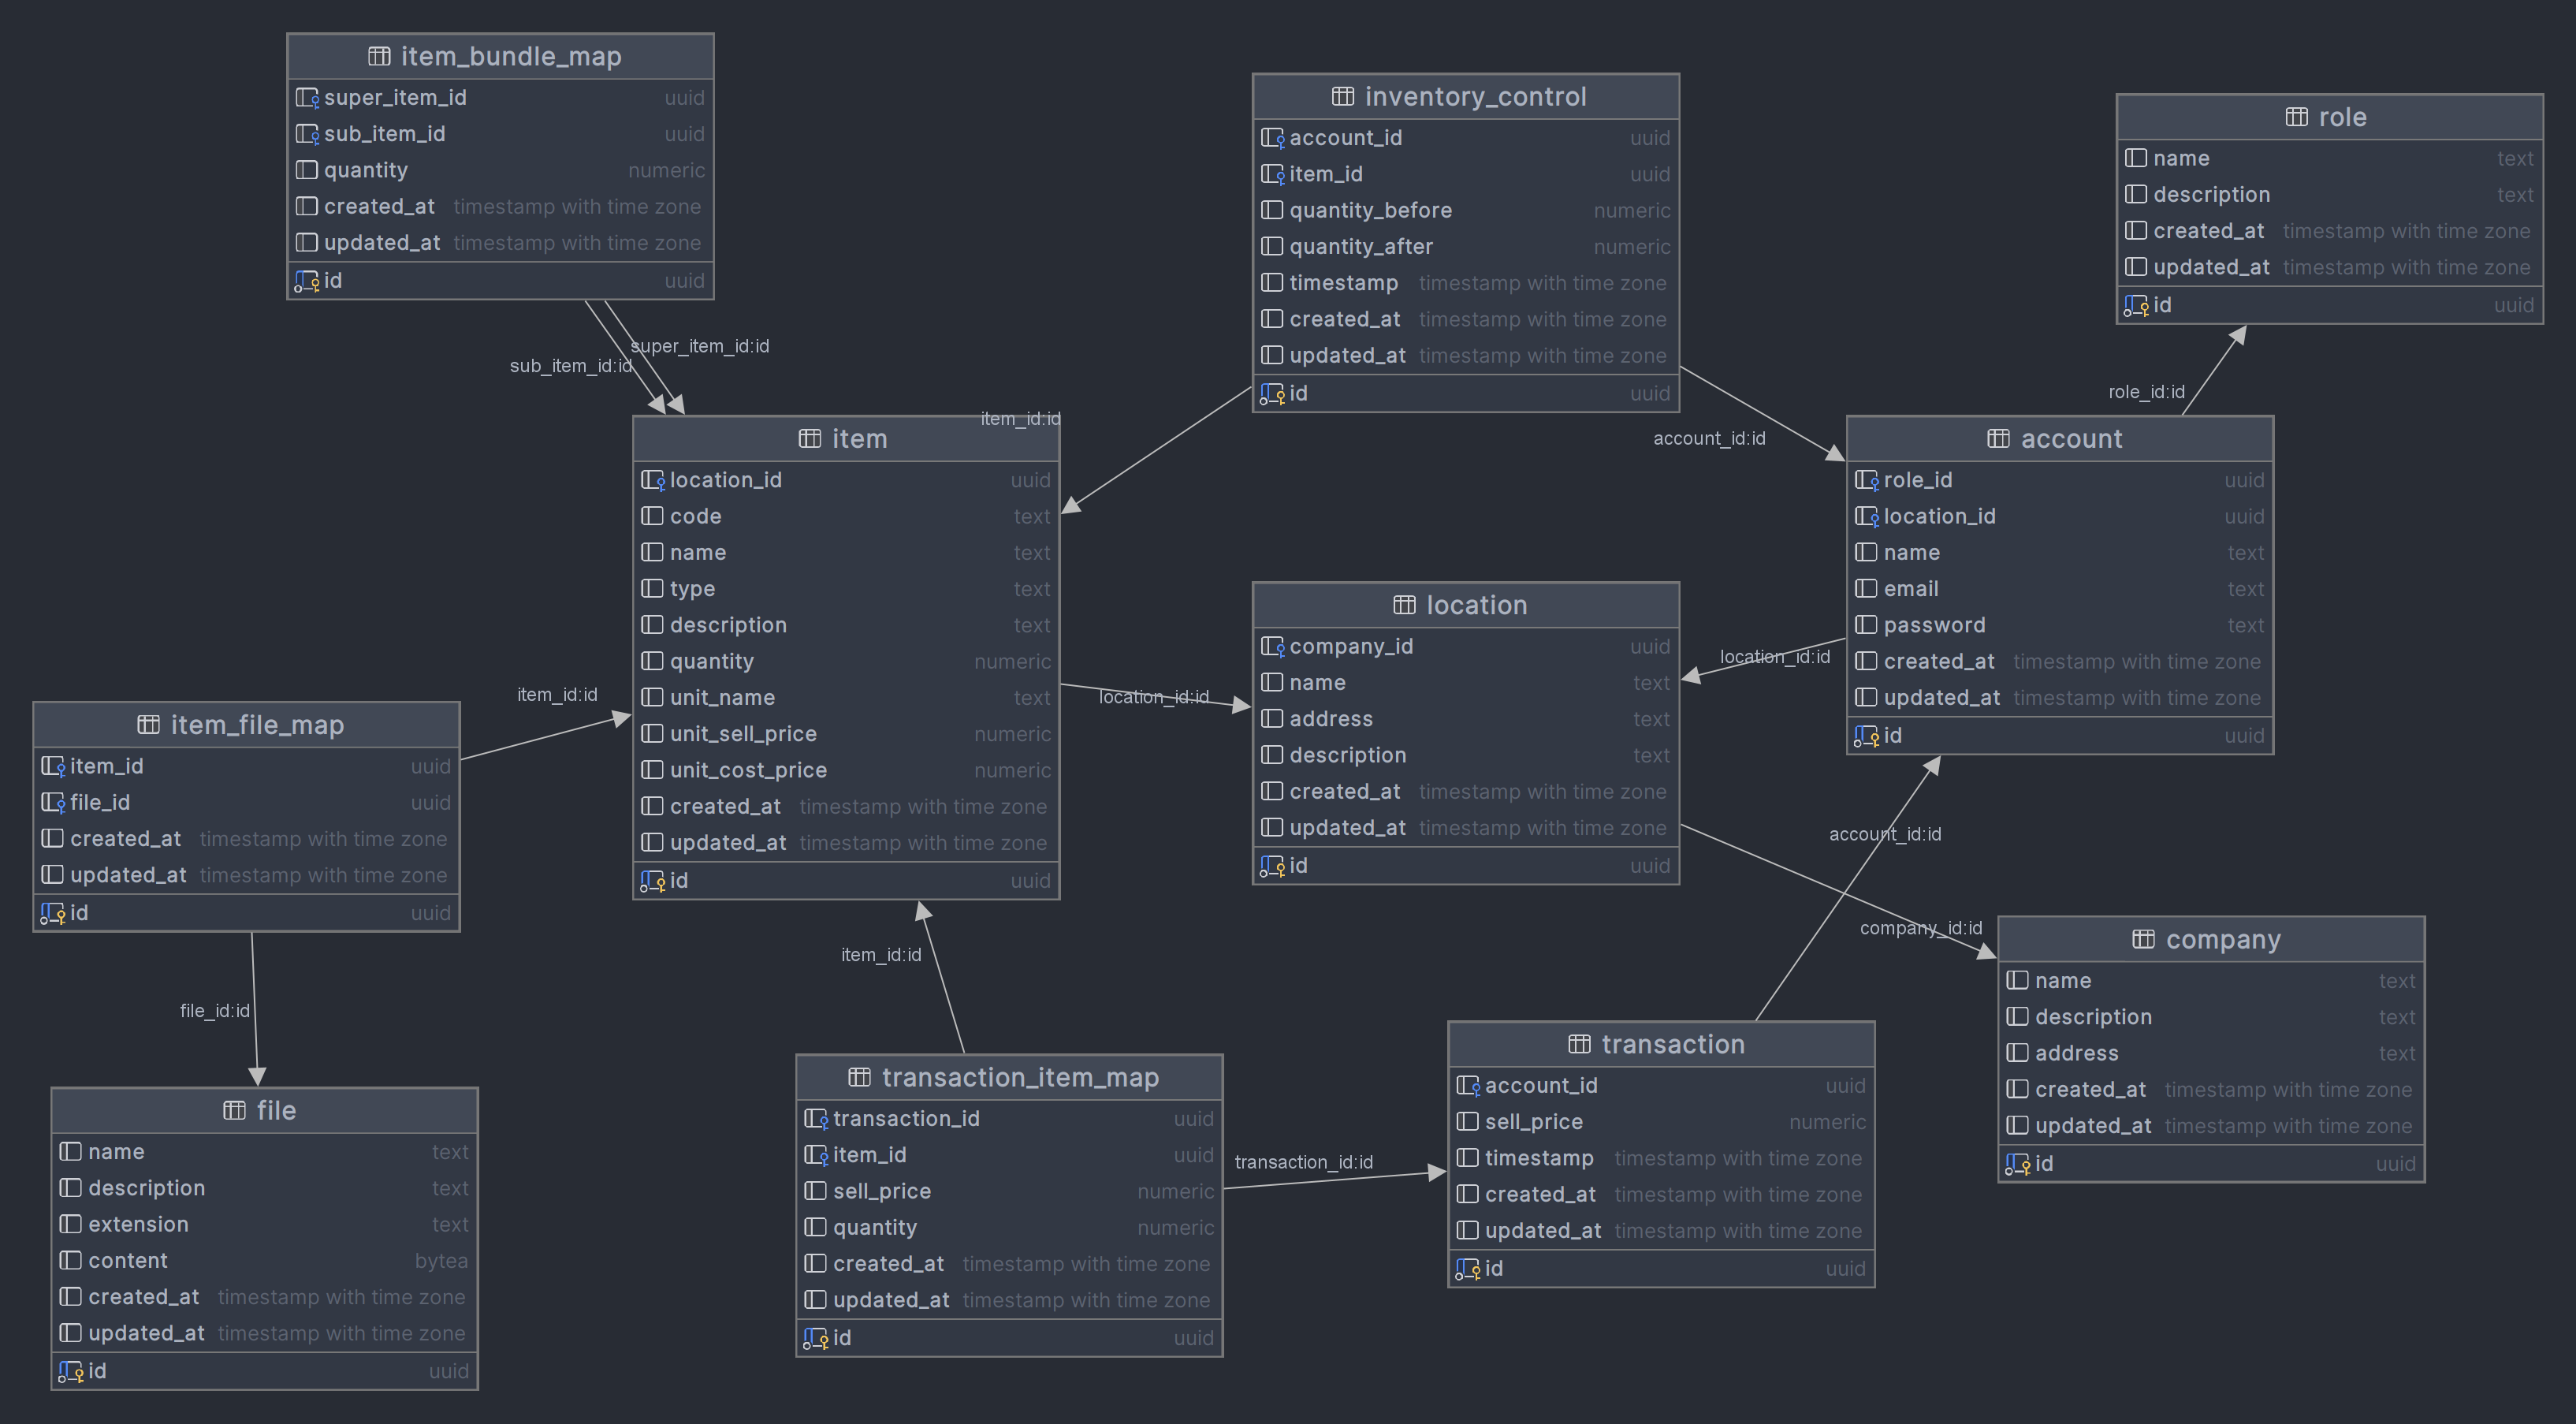 item_bundle_map
super_item_id uuid
sub_item_id uuid
quantity numeric
created_at timestamp with time zone
updated_at timestamp with time zone
id uuid
inventory_control
account_id uuid
item_id uuid
quantity_before numeric
quantity_after numeric
timestamp timestamp with time zone
created_at timestamp with time zone
updated_at timestamp with time zone
id uuid
role
name text
description text
created_at timestamp with time zone
updated_at timestamp with time zone
id uuid
super_item_id:id
sub_item_id:id
item_id:id
account_id:id
role_id:id
item
location_id uuid
code text
name text
type text
description text
quantity numeric
unit_name text
unit_sell_price numeric
unit_cost_price numeric
created_at timestamp with time zone
updated_at timestamp with time zone
id uuid
account
role_id uuid
location_id uuid
name text
email text
password text
created_at timestamp with time zone
updated_at timestamp with time zone
id uuid
location
company_id uuid
name text
address text
description text
created_at timestamp with time zone
updated_at timestamp with time zone
id uuid
item_id:id
location_id:id
location_id:id
item_file_map
item_id uuid
file_id uuid
created_at timestamp with time zone
updated_at timestamp with time zone
id uuid
account_id:id
company_id:id
item_id:id
file_id:id
company
name text
description text
address text
created_at timestamp with time zone
updated_at timestamp with time zone
id uuid
transaction
account_id uuid
sell_price numeric
timestamp timestamp with time zone
created_at timestamp with time zone
updated_at timestamp with time zone
id uuid
transaction_item_map
transaction_id uuid
item_id uuid
sell_price numeric
quantity numeric
created_at timestamp with time zone
updated_at timestamp with time zone
id uuid
transaction_id:id
file
name text
description text
extension text
content bytea
created_at timestamp with time zone
updated_at timestamp with time zone
id uuid